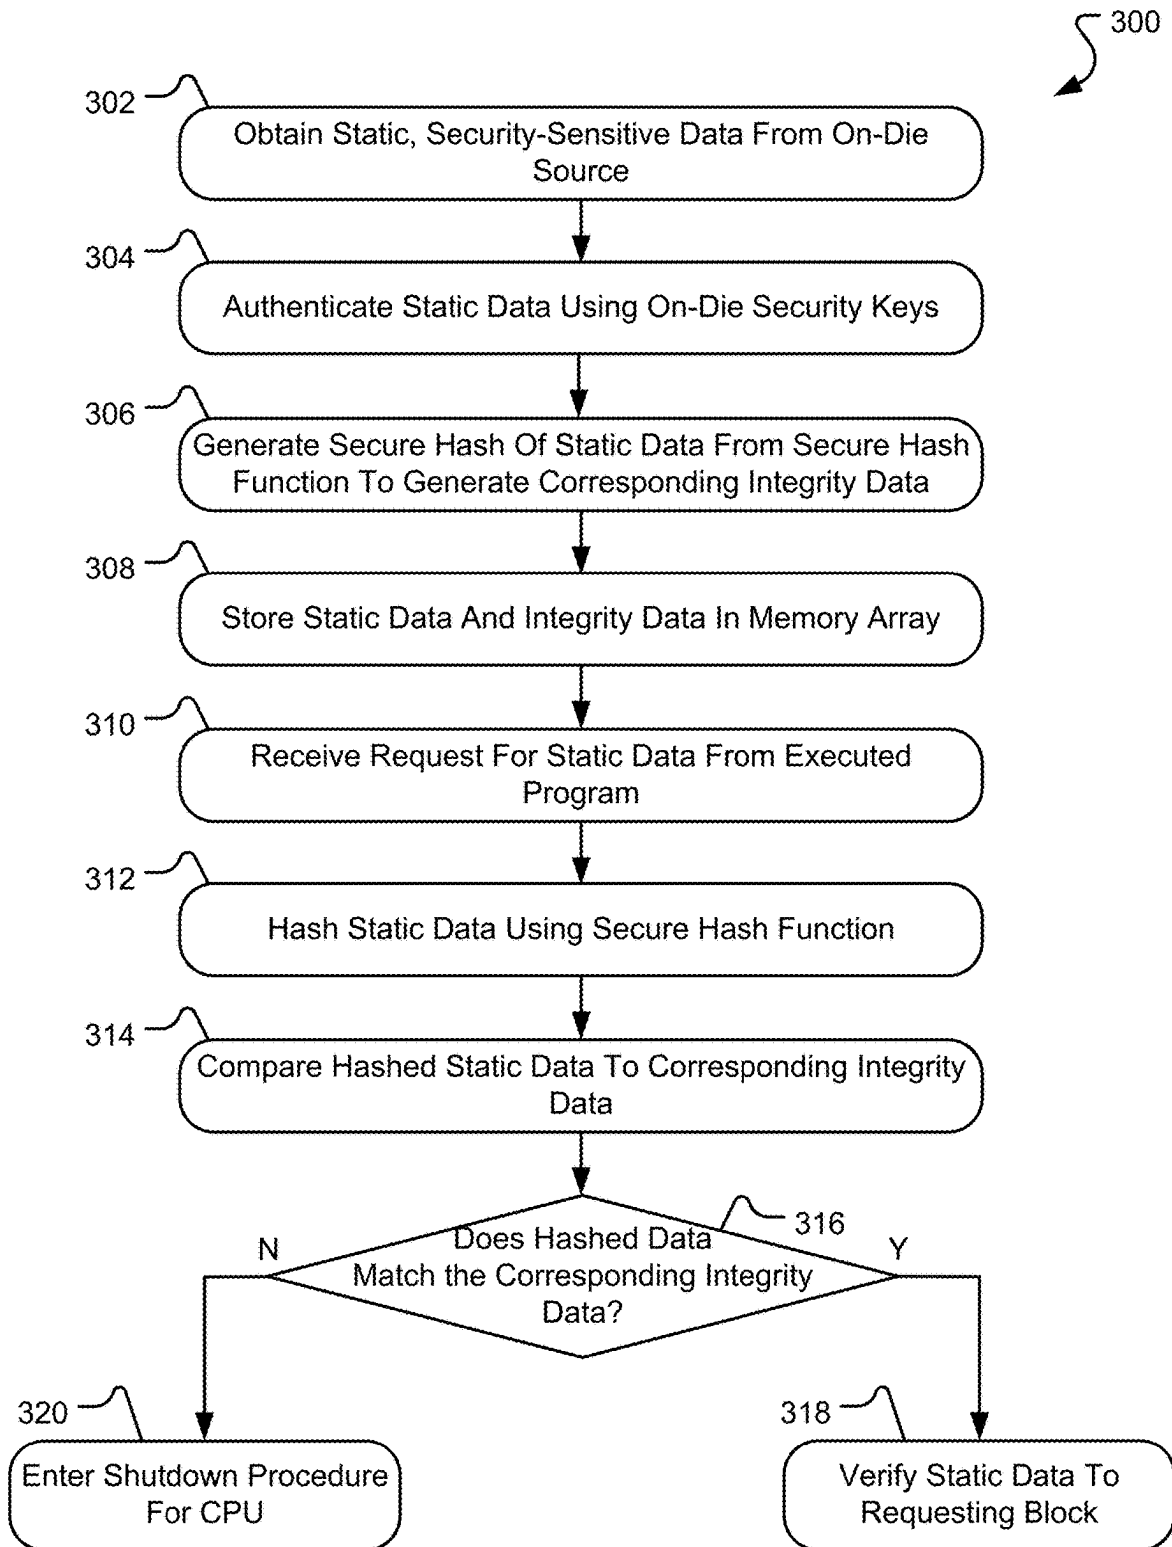 300
302
Obtain Static, Security-Sensitive Data From On-Die
Source
304
Authenticate Static Data Using On-Die Security Keys
306
Generate Secure Hash Of Static Data From Secure Hash
Function To Generate Corresponding Integrity Data
308
Store Static Data And Integrity Data In Memory Array
310
Receive Request For Static Data From Executed
Program
312
Hash Static Data Using Secure Hash Function
314
Compare Hashed Static Data To Corresponding Integrity
Data
316
N
Does Hashed Data
Match the Corresponding Integrity
Data?
Y
320
Enter Shutdown Procedure
For CPU
318
Verify Static Data To
Requesting Block